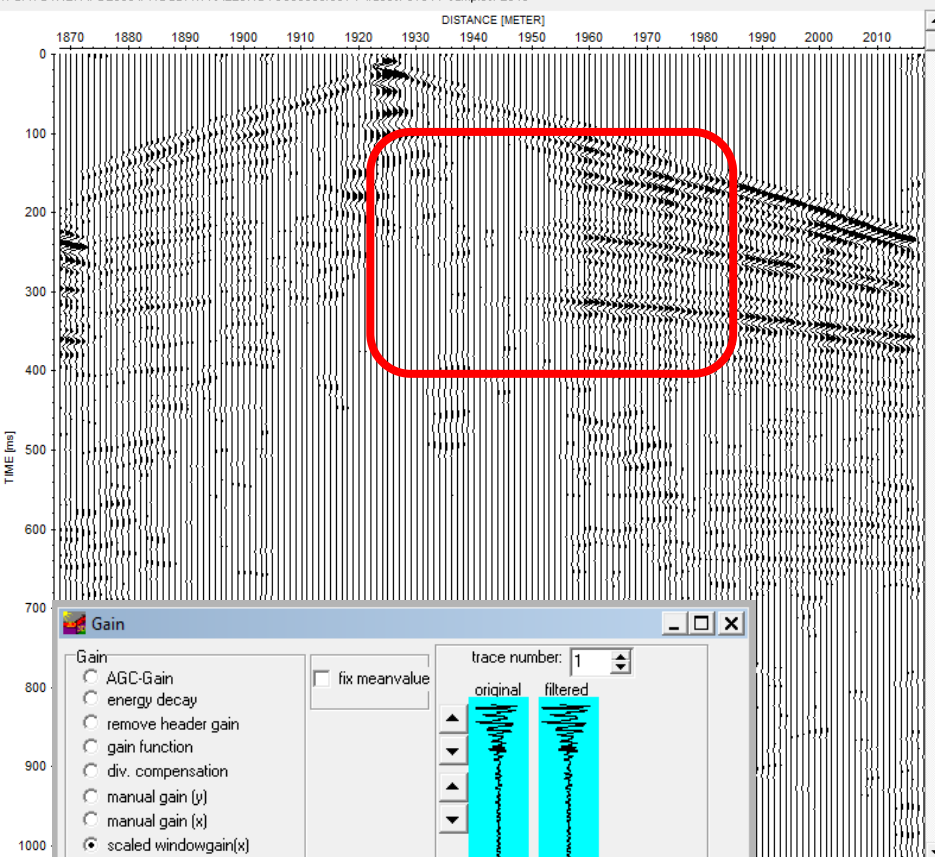 DISTANCE [METER]
1870 1880 1890 1900 1910 1920 1930 1940 1950 1960 1970 1980 1990 2000 2010
0
100
200
300
400
TIME [ms]
500
600
700
800
900
1000
Gain
Gain
AGC-Gain
energy decay
remove header gain
gain function
div. compensation
manual gain (y)
manual gain (x)
scaled windowgain(x)
fix meanvalue
trace number: 1
original filtered